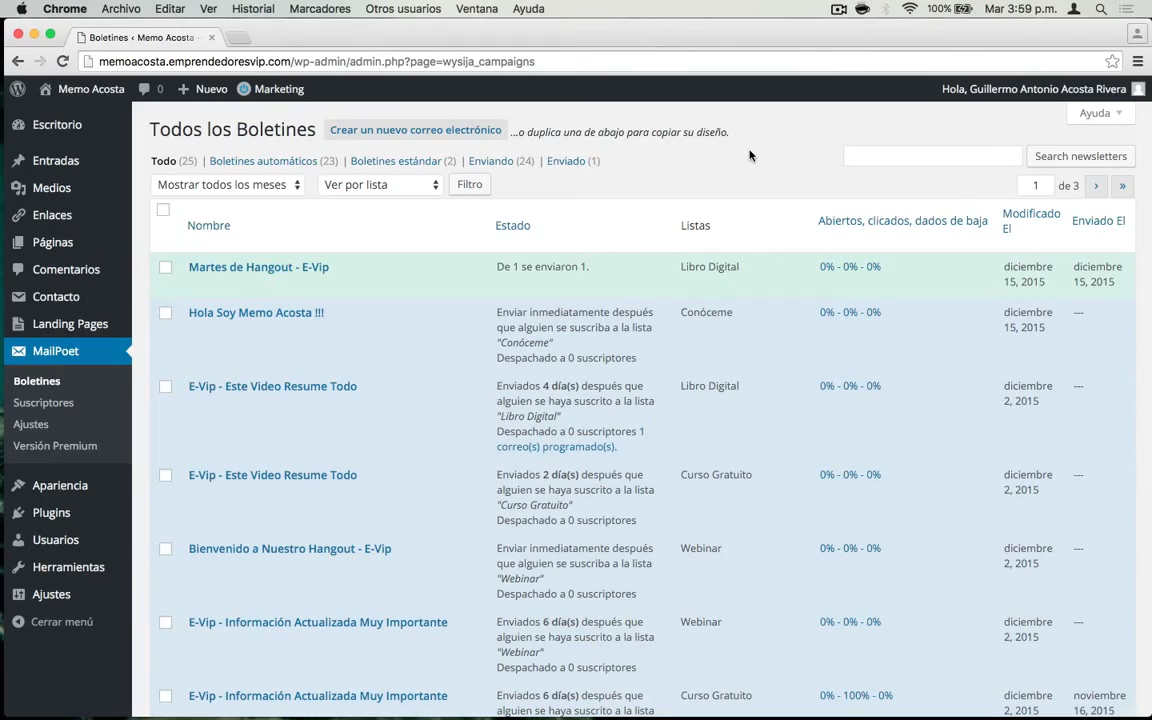 Chrome Archivo Editar Ver Historial Marcadores Otros usuarios Ventana Ayuda 100% Mar 3:59 p.m.
Boletines ‹ Memo Acosta
memoacosta.emprendedoresvip.com/wp-admin/admin.php?page=wysija_campaigns
Memo Acosta 0 Nuevo Marketing Hola, Guillermo Antonio Acosta Rivera
Ayuda
Escritorio
Entradas
Medios
Enlaces
Páginas
Comentarios
Contacto
Landing Pages
MailPoet
Boletines
Suscriptores
Ajustes
Versión Premium
Apariencia
Plugins
Usuarios
Herramientas
Ajustes
Cerrar menú
Todos los Boletines Crear un nuevo correo electrónico ...o duplica una de abajo para copiar su diseño.
Todo (25) | Boletines automáticos (23) | Boletines estándar (2) | Enviando (24) | Enviado (1)
Search newsletters
Mostrar todos los meses Ver por lista Filtro
1 de 3 › »
Nombre Estado Listas Abiertos, clicados, dados de baja Modificado Enviado El
El
Martes de Hangout - E-Vip De 1 se enviaron 1. Libro Digital 0% - 0% - 0% diciembre diciembre
15, 2015 15, 2015
Hola Soy Memo Acosta !!! Enviar inmediatamente después Conóceme 0% - 0% - 0% diciembre ---
que alguien se suscriba a la lista 15, 2015
"Conóceme"
Despachado a 0 suscriptores
E-Vip - Este Video Resume Todo Enviados 4 día(s) después que Libro Digital 0% - 0% - 0% diciembre ---
alguien se haya suscrito a la lista 2, 2015
"Libro Digital"
Despachado a 0 suscriptores 1
correo(s) programado(s).
E-Vip - Este Video Resume Todo Enviados 2 día(s) después que Curso Gratuito 0% - 0% - 0% diciembre ---
alguien se haya suscrito a la lista 2, 2015
"Curso Gratuito"
Despachado a 0 suscriptores
Bienvenido a Nuestro Hangout - E-Vip Enviar inmediatamente después Webinar 0% - 0% - 0% diciembre ---
que alguien se suscriba a la lista 2, 2015
"Webinar"
Despachado a 0 suscriptores
E-Vip - Información Actualizada Muy Importante Enviados 6 día(s) después que Webinar 0% - 0% - 0% diciembre ---
alguien se haya suscrito a la lista 2, 2015
"Webinar"
Despachado a 0 suscriptores
E-Vip - Información Actualizada Muy Importante Enviados 6 día(s) después que Curso Gratuito 0% - 100% - 0% diciembre noviembre
alguien se haya suscrito a la lista 2, 2015 16, 2015